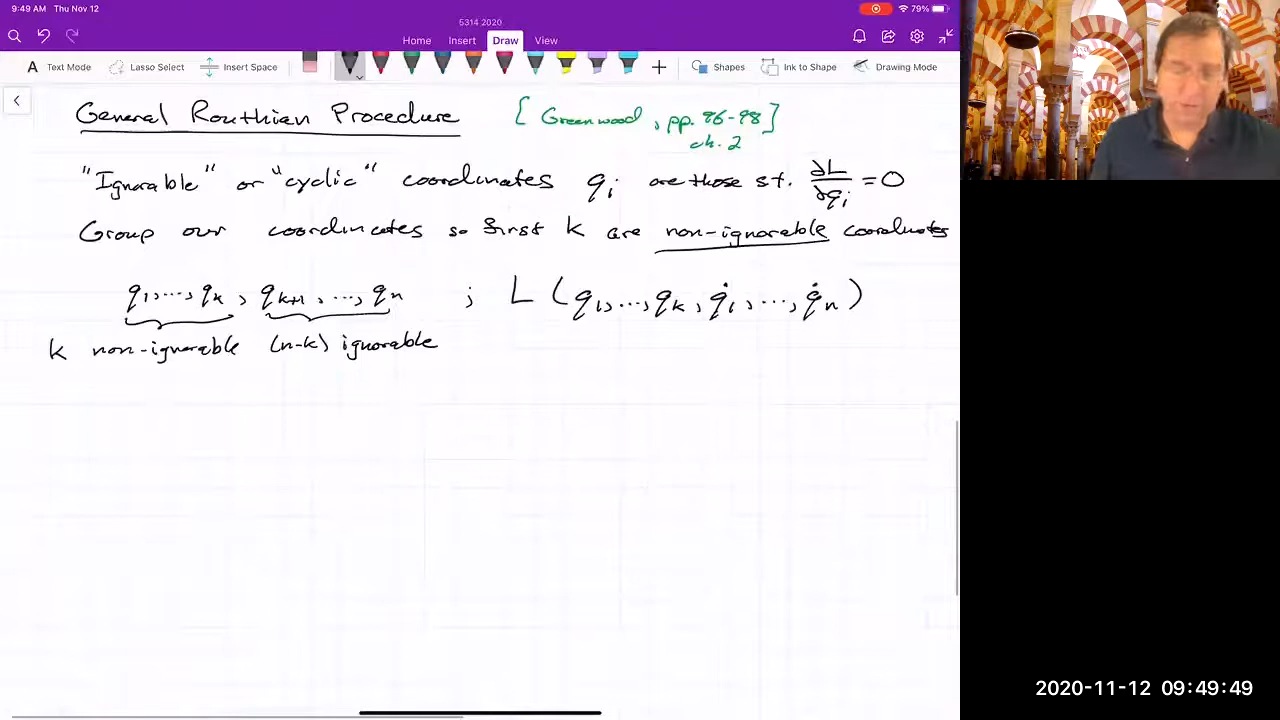 9:49 AM Thu Nov 12
79%
5314 2020
Home Insert Draw View
Text Mode Lasso Select Insert Space Shapes Ink to Shape Drawing Mode
General Routhian Procedure [Greenwood, pp. 96-98]
ch. 2
"Ignorable" or "cyclic" coordinates qᵢ are those s.t. ∂L/∂qᵢ = 0
Group our coordinates so first k are non-ignorable coordinates
q₁,...,qₖ, qₖ₊₁,...,qₙ ; L(q₁,...,qₖ, q̇₁,...,q̇ₙ)
k non-ignorable (n-k) ignorable
2020-11-12 09:49:49